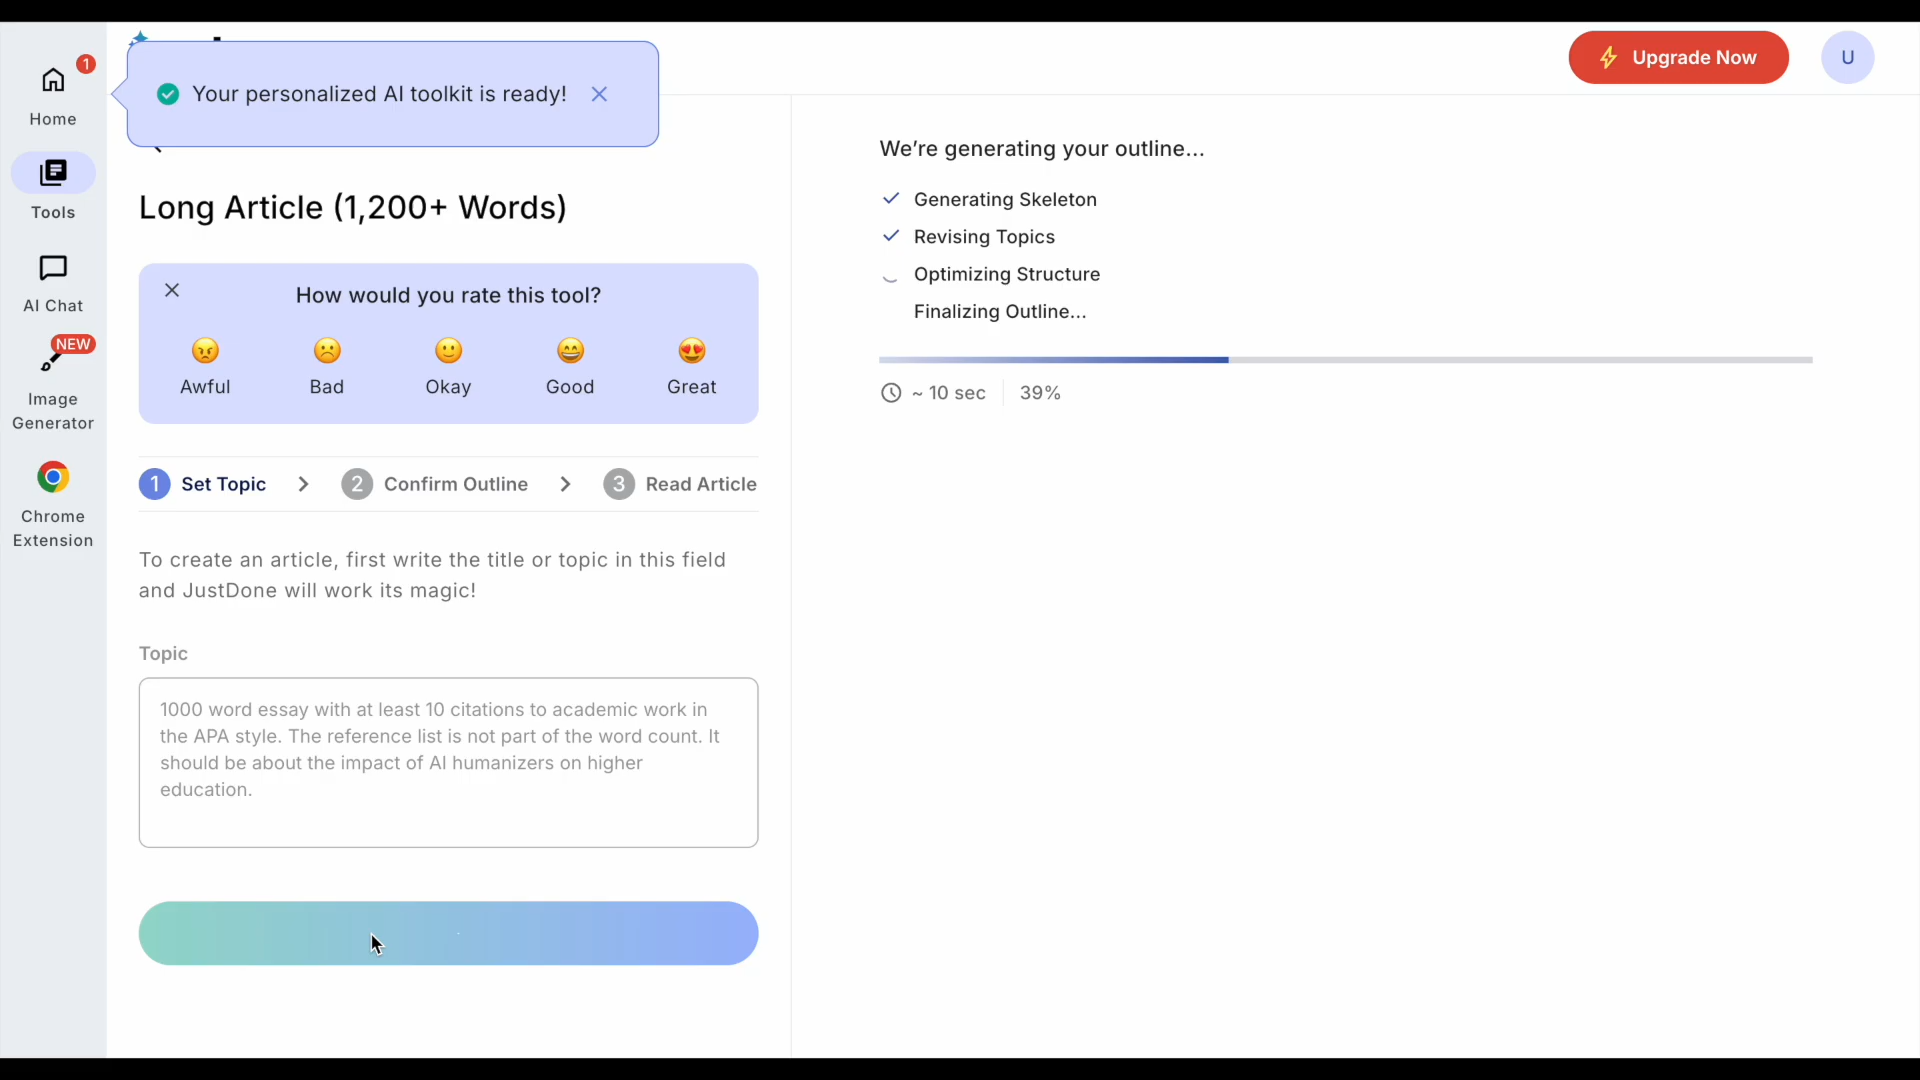 1
Home
Tools
AI Chat
NEW
Image
Generator
Chrome
Extension
Your personalized AI toolkit is ready!
Upgrade Now
U
Long Article (1,200+ Words)
How would you rate this tool?
Awful
Bad
Okay
Good
Great
1 Set Topic
2 Confirm Outline
3 Read Article
To create an article, first write the title or topic in this field
and JustDone will work its magic!
Topic
1000 word essay with at least 10 citations to academic work in
the APA style. The reference list is not part of the word count. It
should be about the impact of AI humanizers on higher
education.
We’re generating your outline...
Generating Skeleton
Revising Topics
Optimizing Structure
Finalizing Outline...
~ 10 sec
39%